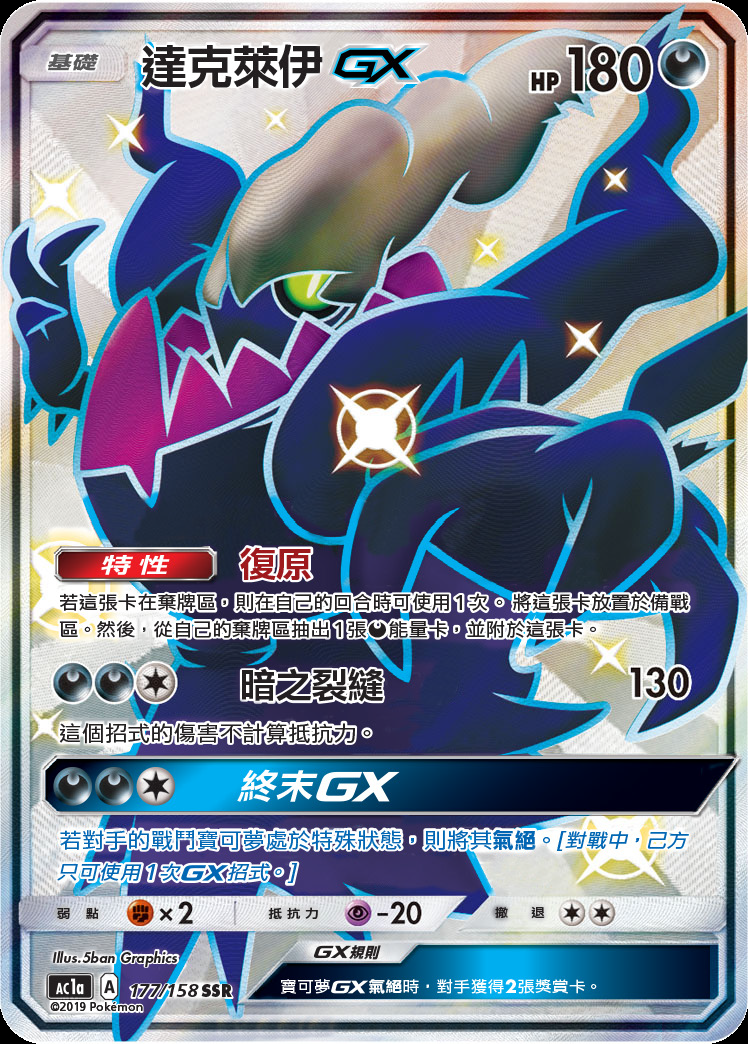 基礎 達克萊伊GX HP 180
特性 復原
若這張卡在棄牌區，則在自己的回合時可使用1次。將這張卡放置於備戰
區。然後，從自己的棄牌區抽出1張能量卡，並附於這張卡。
暗之裂縫 130
這個招式的傷害不計算抵抗力。
終末GX
若對手的戰鬥寶可夢處於特殊狀態，則將其氣絕。[對戰中，己方
只可使用1次GX招式。]
弱點 ×2 抵抗力 -20 撤退
Illus.5ban Graphics
GX規則
AC1a A 177/158 SSR
寶可夢GX氣絕時，對手獲得2張獎賞卡。
©2019 Pokémon